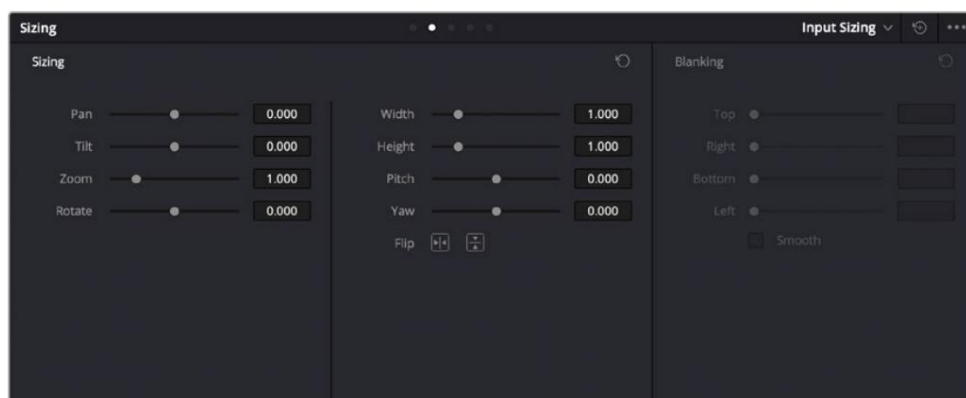 Sizing
Input Sizing
Sizing
Blanking
Pan 0.000 Width 1.000 Top
Tilt 0.000 Height 1.000 Right
Zoom 1.000 Pitch 0.000 Bottom
Rotate 0.000 Yaw 0.000 Left
Flip
Smooth